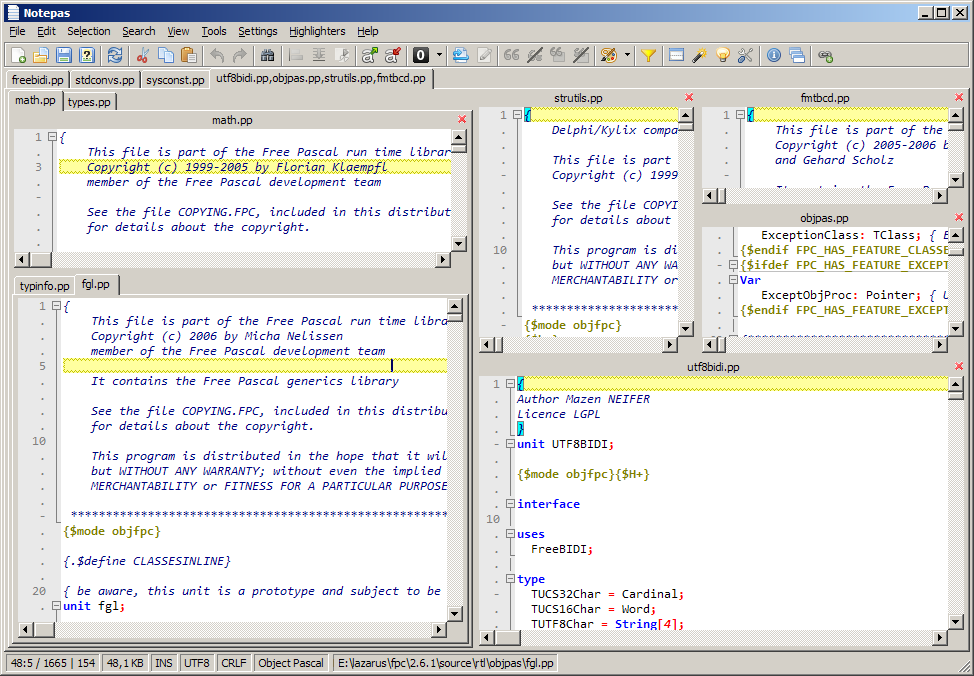 Notepas
File Edit Selection Search View Tools Settings Highlighters Help
freebidi.pp stdconvs.pp sysconst.pp utf8bidi.pp,objpas.pp,strutils.pp,fmtbcd.pp
math.pp types.pp
math.pp
1 {
This file is part of the Free Pascal run time librar
3 Copyright (c) 1999-2005 by Florian Klaempfl
member of the Free Pascal development team
See the file COPYING.FPC, included in this distribut
for details about the copyright.
typinfo.pp fgl.pp
1 {
This file is part of the Free Pascal run time libra
Copyright (c) 2006 by Micha Nelissen
member of the Free Pascal development team
5
It contains the Free Pascal generics library
See the file COPYING.FPC, included in this distribu
for details about the copyright.
10
This program is distributed in the hope that it wil
but WITHOUT ANY WARRANTY; without even the implied
MERCHANTABILITY or FITNESS FOR A PARTICULAR PURPOSE
***************************************************
{$mode objfpc}
{.$define CLASSESINLINE}
20 { be aware, this unit is a prototype and subject to be
unit fgl;
strutils.pp
1 {
Delphi/Kylix compa
This file is part
Copyright (c) 1999
See the file COPYI
for details about
10
This program is di
but WITHOUT ANY WA
MERCHANTABILITY or
********************
{$mode objfpc}
fmtbcd.pp
1 {
This file is part of the
Copyright (c) 2005-2006 b
and Gehard Scholz
objpas.pp
ExceptionClass: TClass; { E
{$endif FPC_HAS_FEATURE_CLASSE
{$ifdef FPC_HAS_FEATURE_EXCEPT
Var
ExceptObjProc: Pointer; { U
{$endif FPC_HAS_FEATURE_EXCEPT
utf8bidi.pp
1 {
Author Mazen NEIFER
Licence LGPL
}
unit UTF8BIDI;
{$mode objfpc}{$H+}
interface
10
uses
FreeBIDI;
type
TUCS32Char = Cardinal;
TUCS16Char = Word;
TUTF8Char = String[4];
48:5 / 1665 | 154 48,1KB INS UTF8 CRLF Object Pascal E:\lazarus\fpc\2.6.1\source\rtl\objpas\fgl.pp